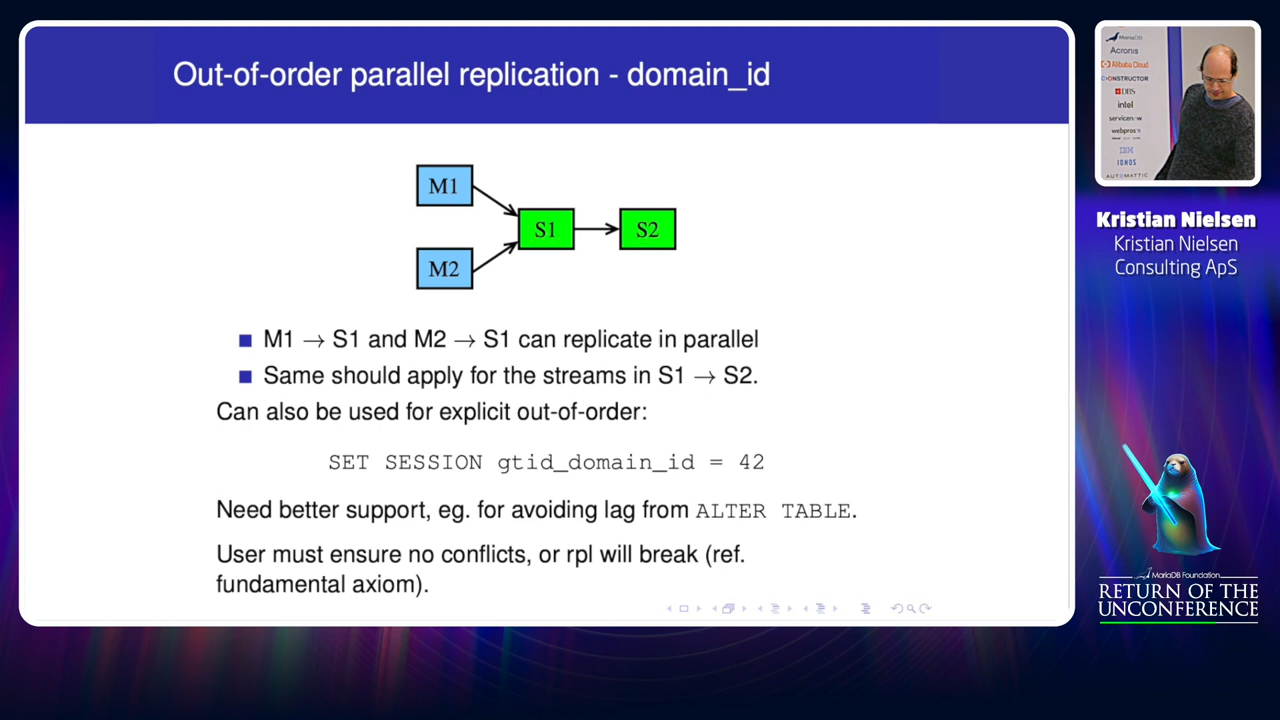 Out-of-order parallel replication - domain_id
M1
S1
S2
M2
M1 → S1 and M2 → S1 can replicate in parallel
Same should apply for the streams in S1 → S2.
Can also be used for explicit out-of-order:
SET SESSION gtid_domain_id = 42
Need better support, eg. for avoiding lag from ALTER TABLE.
User must ensure no conflicts, or rpl will break (ref.
fundamental axiom).
MariaDB
Acronis
Alibaba Cloud
CONSTRUCTOR
DBS
intel
servicenow
webpros
IBM
IONOS
AUTOMATTIC
Kristian Nielsen
Kristian Nielsen
Consulting ApS
MariaDB Foundation
RETURN OF THE
UNCONFERENCE